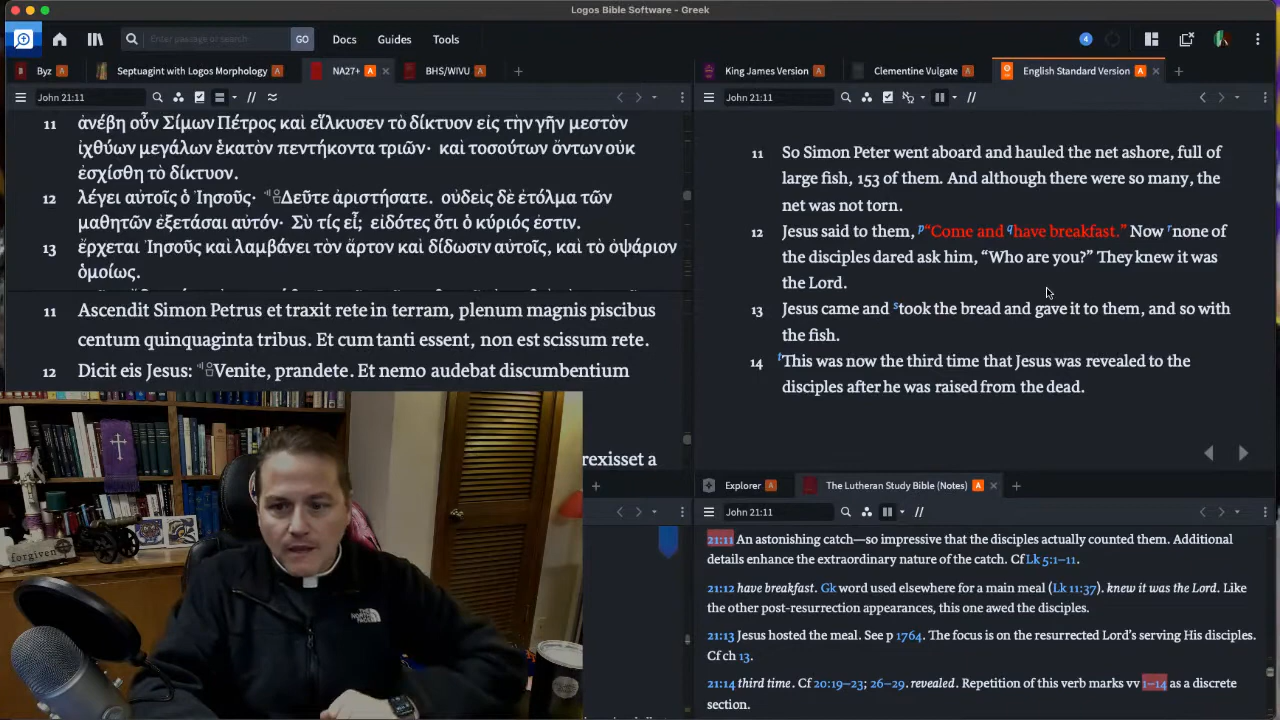 Logos Bible Software - Greek
Enter passage or search GO Docs Guides Tools 4
Byz A Septuagint with Logos Morphology A NA27+ A BHS/WIVU A
John 21:11
11 ἀνέβη οὖν Σίμων Πέτρος καὶ εἵλκυσεν τὸ δίκτυον εἰς τὴν γῆν μεστὸν
ἰχθύων μεγάλων ἑκατὸν πεντήκοντα τριῶν· καὶ τοσούτων ὄντων οὐκ
ἐσχίσθη τὸ δίκτυον.
12 λέγει αὐτοῖς ὁ Ἰησοῦς· Δεῦτε ἀριστήσατε. οὐδεὶς δὲ ἐτόλμα τῶν
μαθητῶν ἐξετάσαι αὐτόν· Σὺ τίς εἶ; εἰδότες ὅτι ὁ κύριός ἐστιν.
13 ἔρχεται Ἰησοῦς καὶ λαμβάνει τὸν ἄρτον καὶ δίδωσιν αὐτοῖς, καὶ τὸ ὀψάριον
ὁμοίως.
11 Ascendit Simon Petrus et traxit rete in terram, plenum magnis piscibus
centum quinquaginta tribus. Et cum tanti essent, non est scissum rete.
12 Dicit eis Jesus: Venite, prandete. Et nemo audebat discumbentium
rexisset a
forgiven
THE NORTH FACE
King James Version A Clementine Vulgate A English Standard Version A
John 21:11
11 So Simon Peter went aboard and hauled the net ashore, full of
large fish, 153 of them. And although there were so many, the
net was not torn.
12 Jesus said to them, p“Come and qhave breakfast.” Now rnone of
the disciples dared ask him, “Who are you?” They knew it was
the Lord.
13 Jesus came and stook the bread and gave it to them, and so with
the fish.
14 tThis was now the third time that Jesus was revealed to the
disciples after he was raised from the dead.
Explorer A The Lutheran Study Bible (Notes) A
John 21:11
21:11 An astonishing catch—so impressive that the disciples actually counted them. Additional
details enhance the extraordinary nature of the catch. Cf Lk 5:1–11.
21:12 have breakfast. Gk word used elsewhere for a main meal (Lk 11:37). knew it was the Lord. Like
the other post-resurrection appearances, this one awed the disciples.
21:13 Jesus hosted the meal. See p 1764. The focus is on the resurrected Lord’s serving His disciples.
Cf ch 13.
21:14 third time. Cf 20:19–23; 26–29. revealed. Repetition of this verb marks vv 1–14 as a discrete
section.